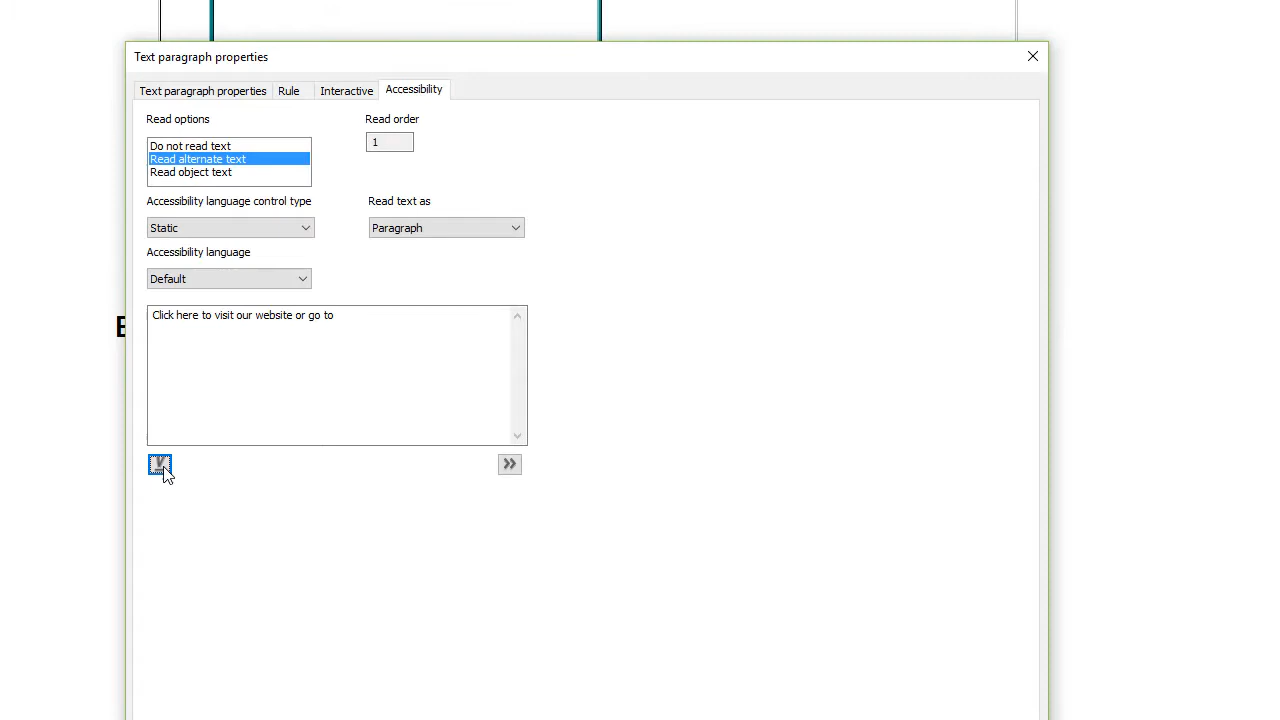 Text paragraph properties
Text paragraph properties Rule Interactive Accessibility
Read options
Read order
Do not read text
Read alternate text
Read object text
1
Accessibility language control type
Read text as
Static
Paragraph
Accessibility language
Default
Click here to visit our website or go to